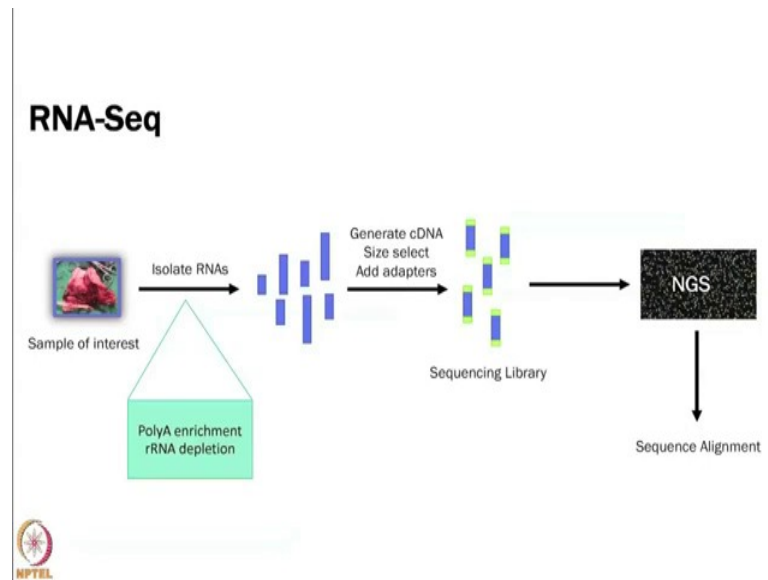 RNA-Seq
Isolate RNAs
Generate cDNA
Size select
Add adapters
NGS
Sample of interest
Sequencing Library
PolyA enrichment
rRNA depletion
Sequence Alignment
NPTEL